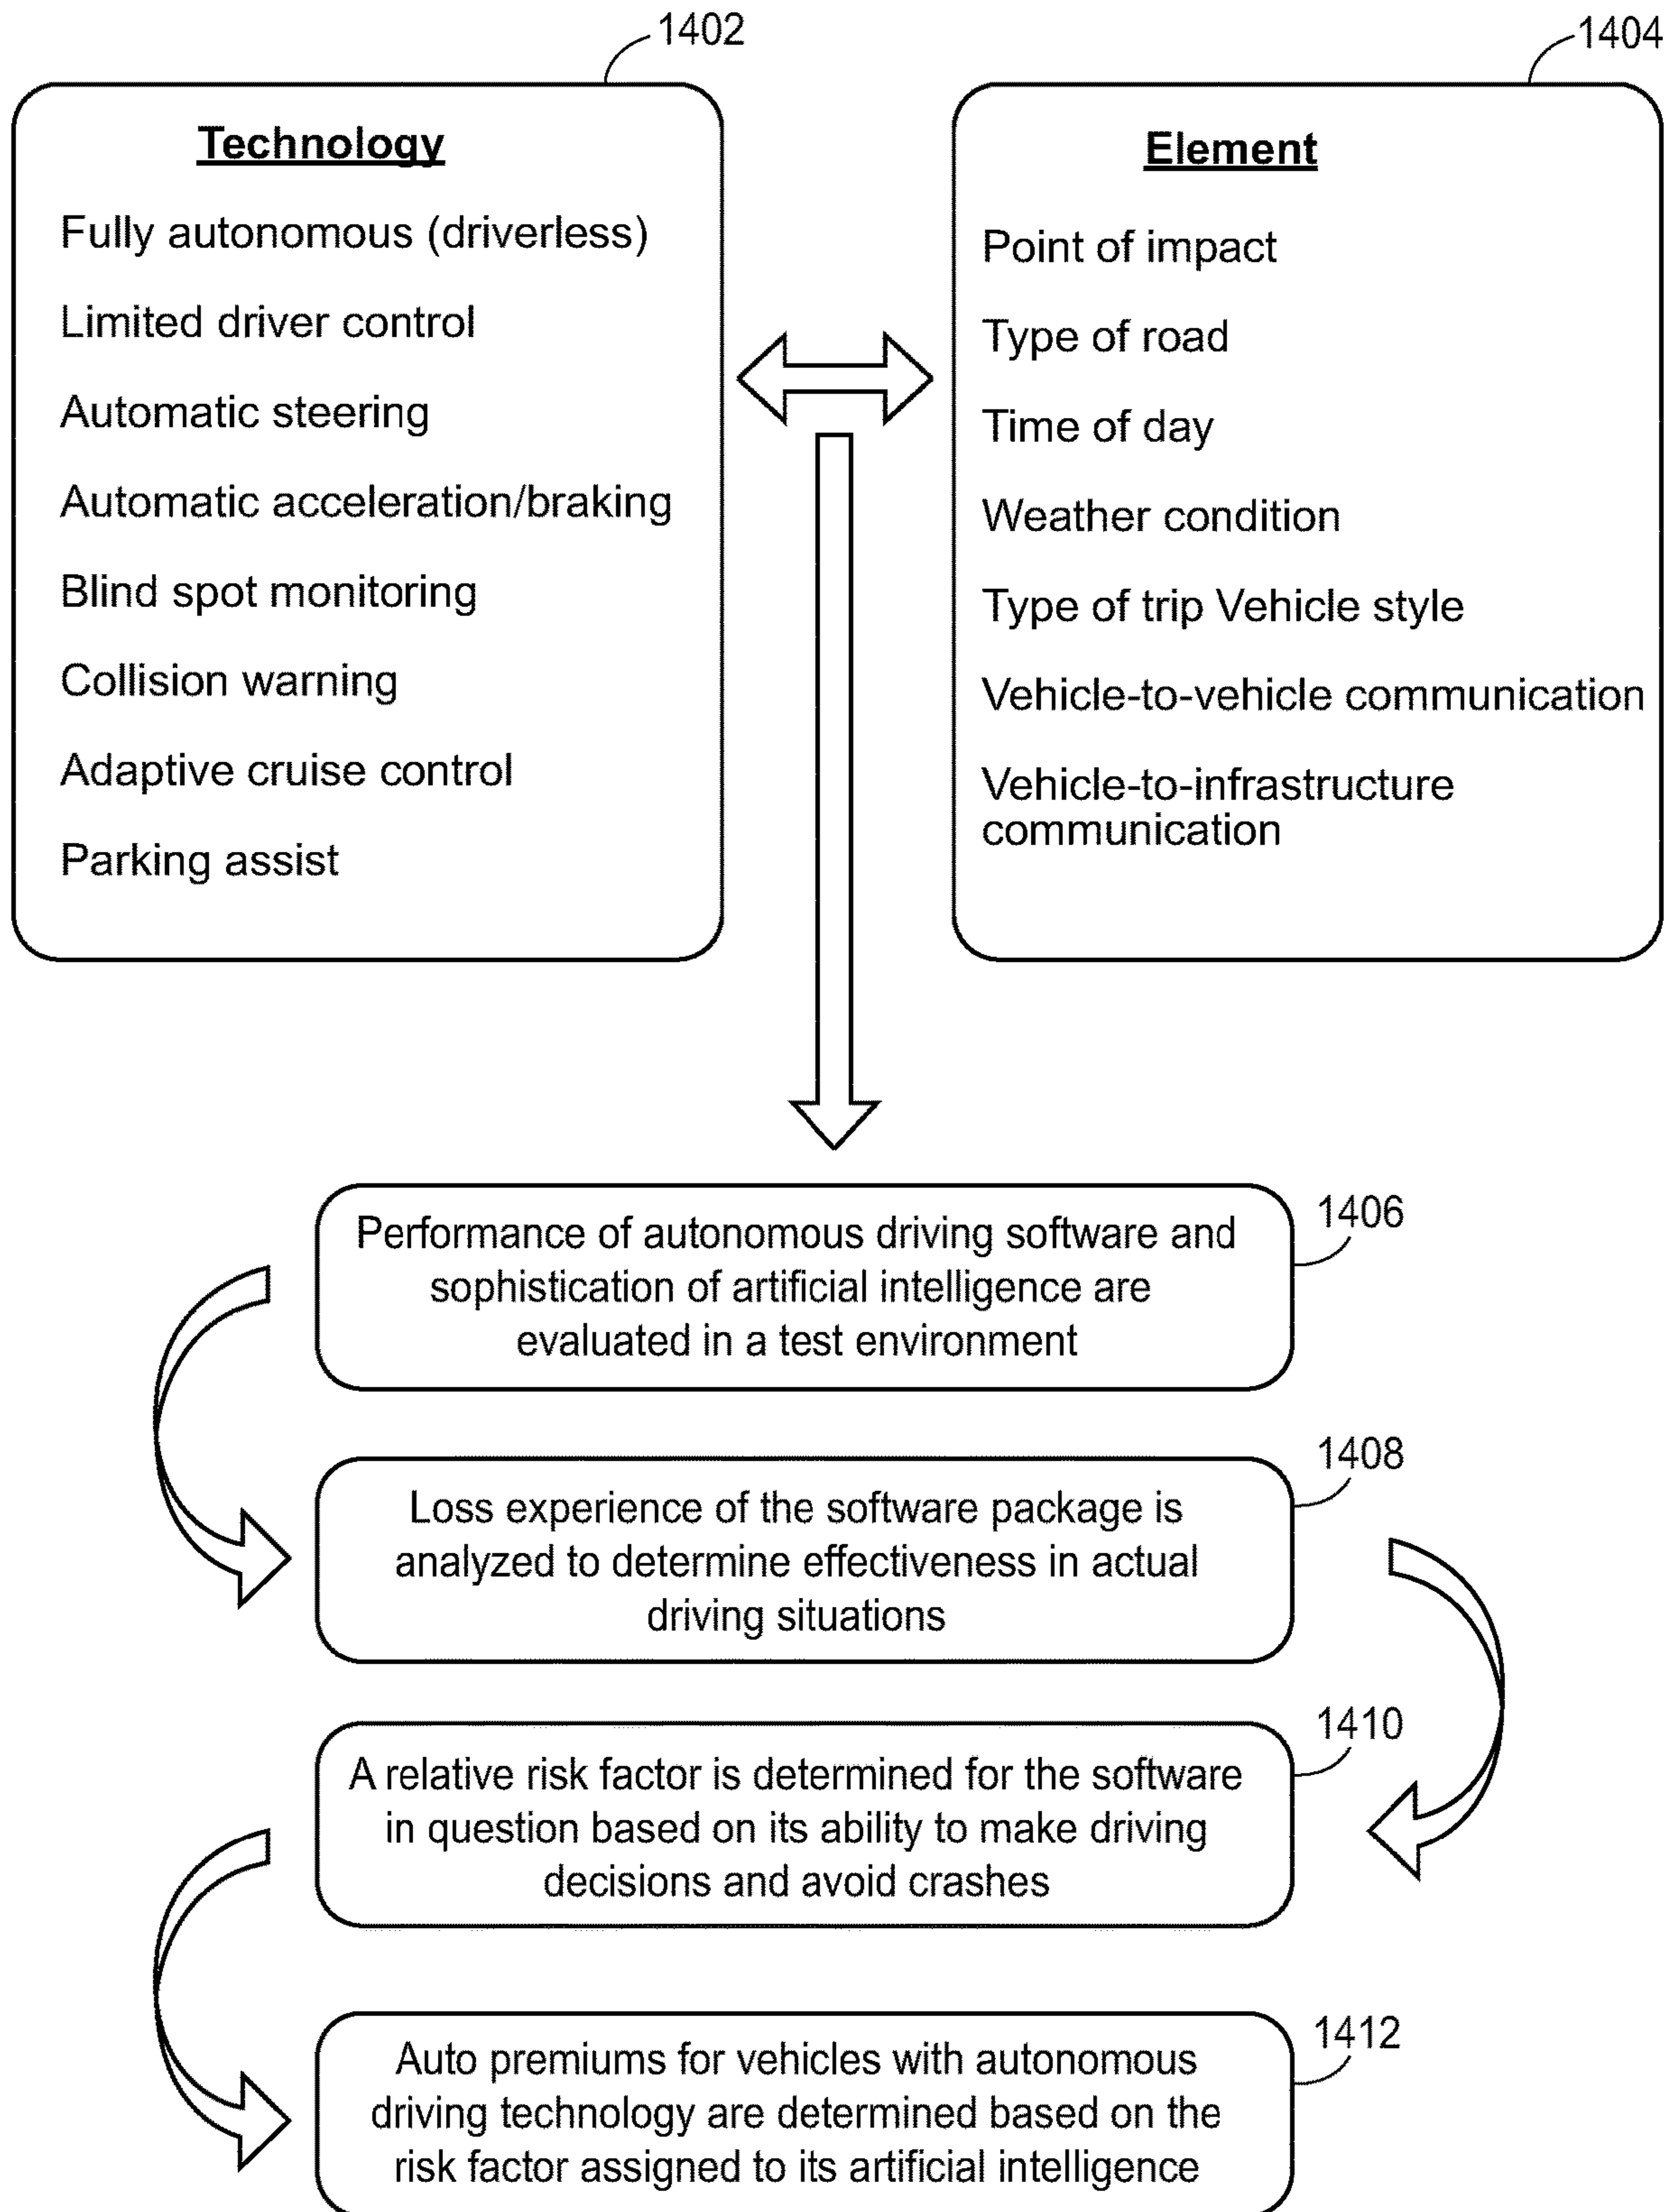 1402
Technology
Fully autonomous (driverless)
Limited driver control
Automatic steering
Automatic acceleration/braking
Blind spot monitoring
Collision warning
Adaptive cruise control
Parking assist
1404
Element
Point of impact
Type of road
Time of day
Weather condition
Type of trip Vehicle style
Vehicle-to-vehicle communication
Vehicle-to-infrastructure
communication
1406
Performance of autonomous driving software and
sophistication of artificial intelligence are
evaluated in a test environment
1408
Loss experience of the software package is
analyzed to determine effectiveness in actual
driving situations
1410
A relative risk factor is determined for the software
in question based on its ability to make driving
decisions and avoid crashes
1412
Auto premiums for vehicles with autonomous
driving technology are determined based on the
risk factor assigned to its artificial intelligence